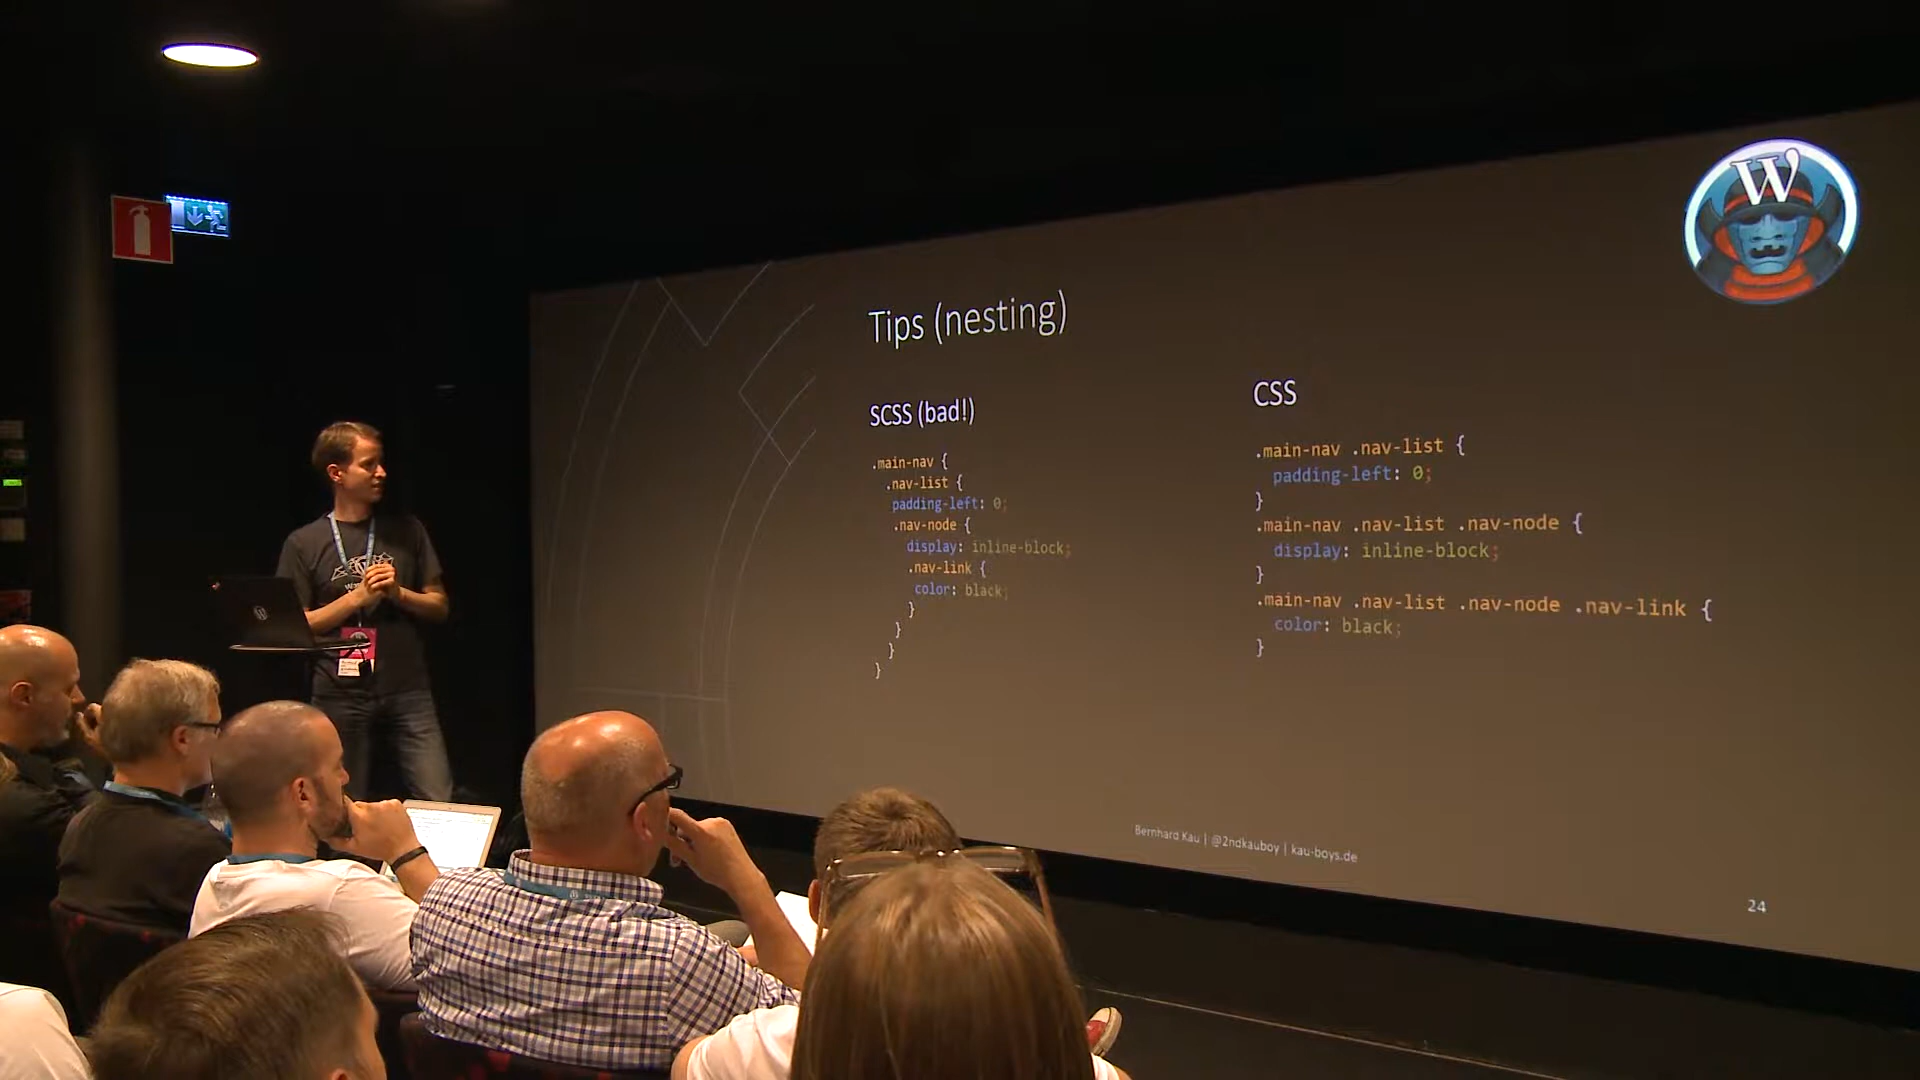 W
Tips (nesting)
SCSS (bad!)
.main-nav {
.nav-list {
padding-left: 0;
.nav-node {
display: inline-block;
.nav-link {
color: black;
}
}
}
}
CSS
.main-nav .nav-list {
padding-left: 0;
}
.main-nav .nav-list .nav-node {
display: inline-block;
}
.main-nav .nav-list .nav-node .nav-link {
color: black;
}
Bernhard Kau | @2ndkauboy | kau-boys.de
24